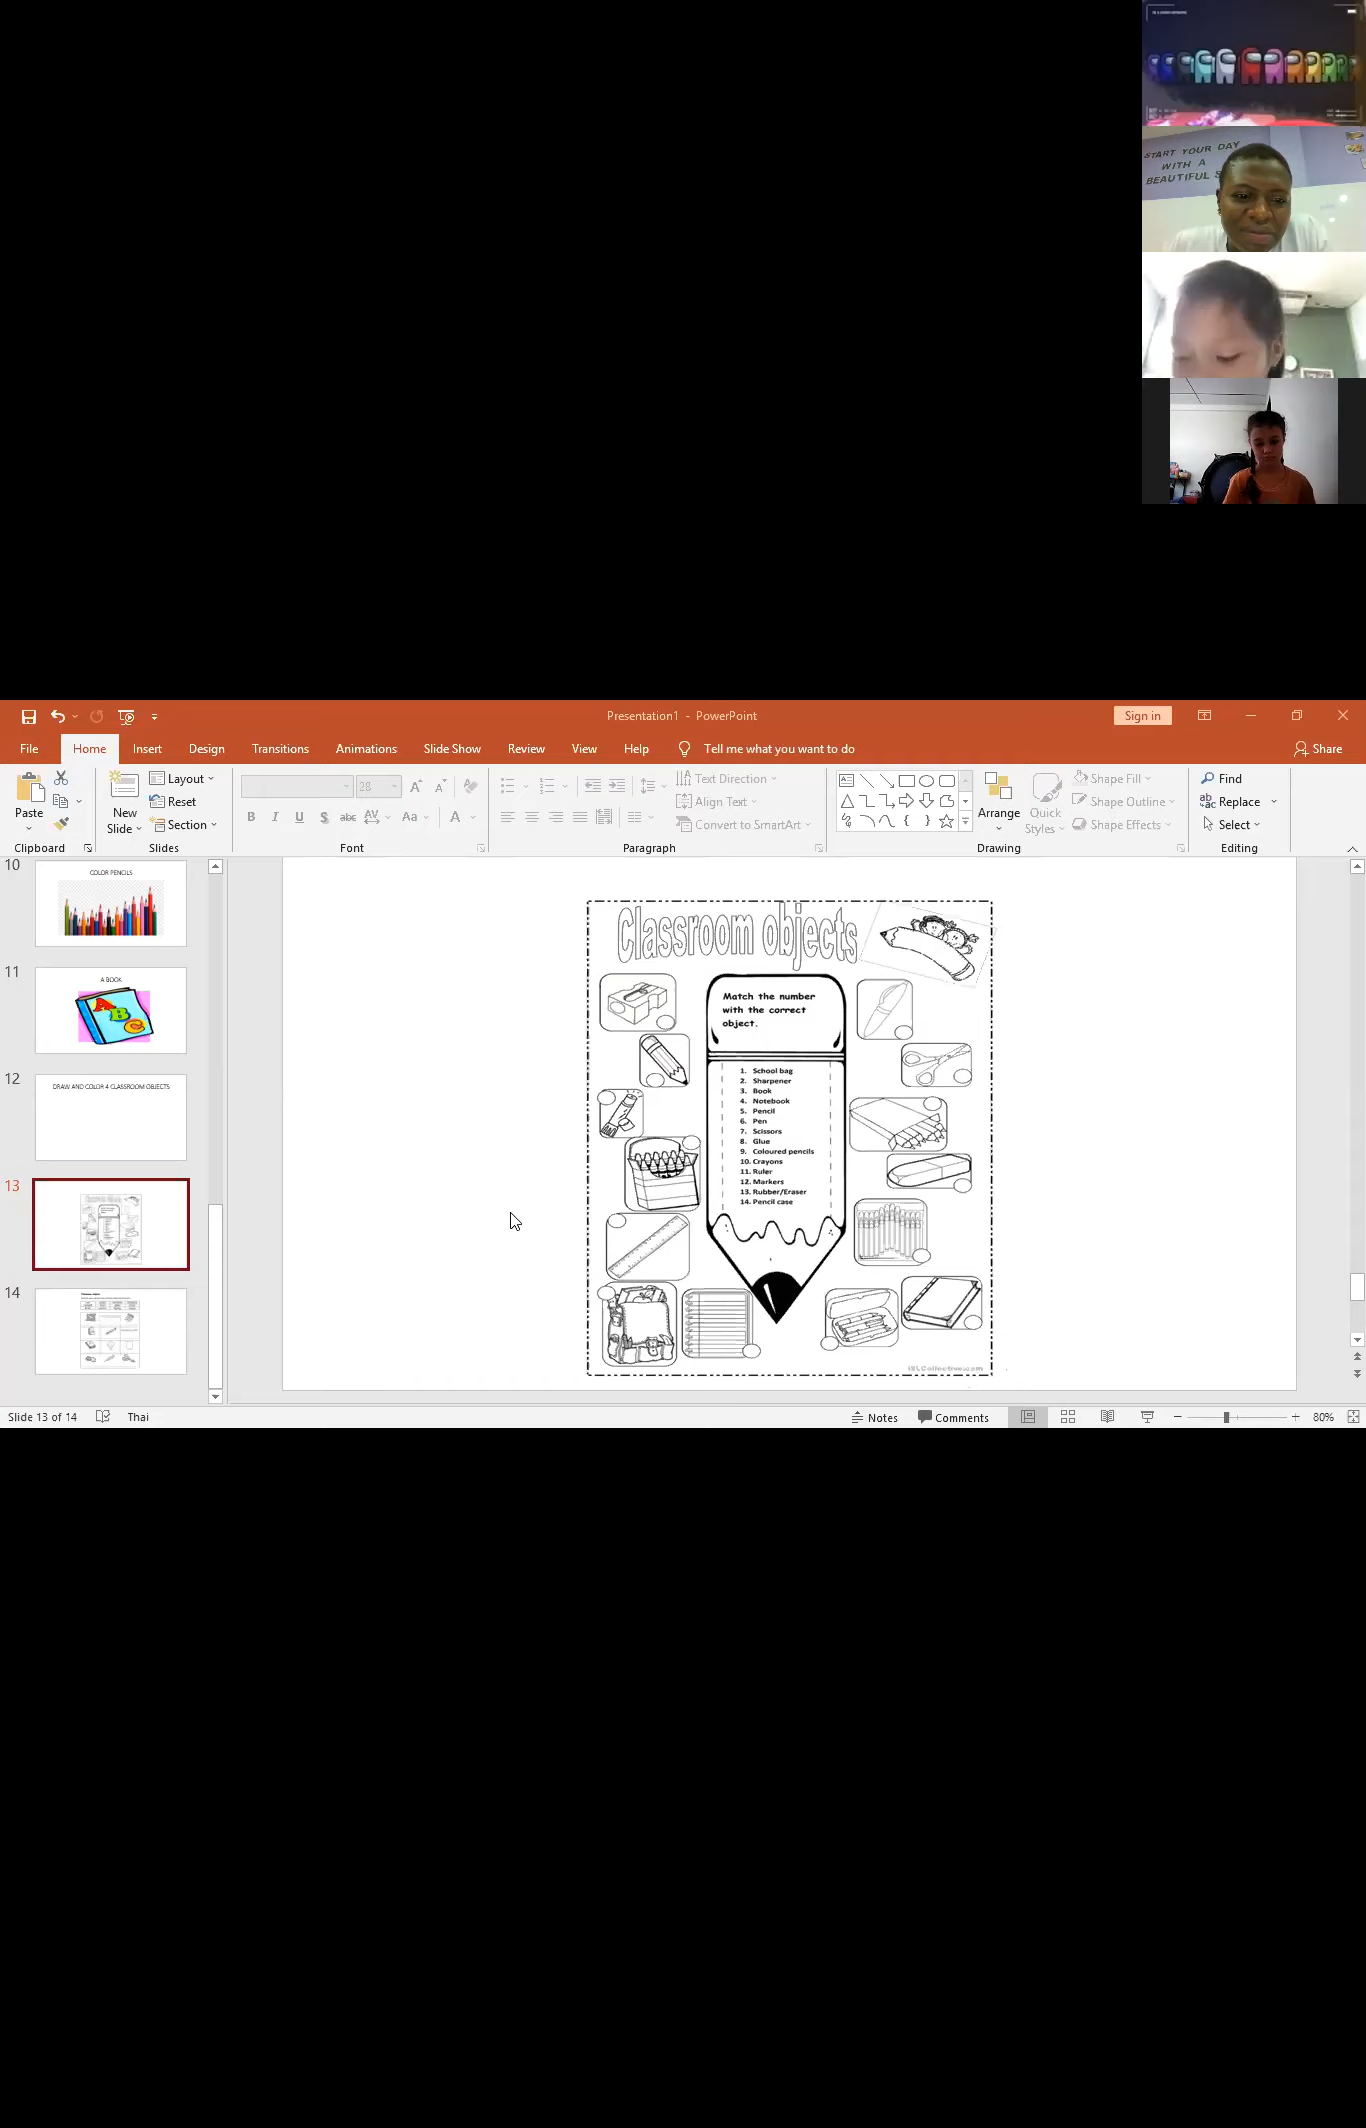 START YOUR DAY
WITH A
BEAUTIFUL S
Presentation1 - PowerPoint
Sign in
File
Home
Insert
Design
Transitions
Animations
Slide Show
Review
View
Help
Tell me what you want to do
Share
Paste
Clipboard
New
Slide
Layout
Reset
Section
Slides
28
B I U S abc AV Aa A
Font
Text Direction
Align Text
Convert to SmartArt
Paragraph
Arrange
Quick
Styles
Shape Fill
Shape Outline
Shape Effects
Drawing
Find
Replace
Select
Editing
10
COLOR PENCILS
11
A BOOK
A B C
12
DRAW AND COLOR 4 CLASSROOM OBJECTS
13
14
Classroom objects
Match the number
with the correct
object.
1. School bag
2. Sharpener
3. Book
4. Notebook
5. Pencil
6. Pen
7. Scissors
8. Glue
9. Coloured pencils
10. Crayons
11. Ruler
12. Markers
13. Rubber/Eraser
14. Pencil case
iSLCollective.com
Slide 13 of 14
Thai
Notes
Comments
80%